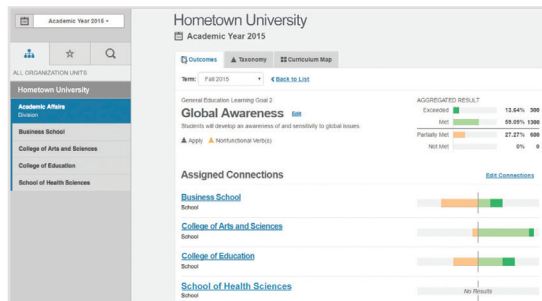 Academic Year 2015
ALL ORGANIZATION UNITS
Hometown University
Academic Affairs
Division
Business School
College of Arts and Sciences
College of Education
School of Health Sciences
Hometown University
Academic Year 2015
Outcomes
Taxonomy
Curriculum Map
Term:
Fall 2015
Back to List
General Education Learning Goal 2
Global Awareness Edit
Students will develop an awareness of and sensitivity to global issues.
Apply Nonfunctional Verb(s)
AGGREGATED RESULT
Exceeded 13.64% 300
Met 59.09% 1300
Partially Met 27.27% 600
Not Met 0% 0
Assigned Connections
Edit Connections
Business School
School
College of Arts and Sciences
School
College of Education
School
School of Health Sciences
School
No Results